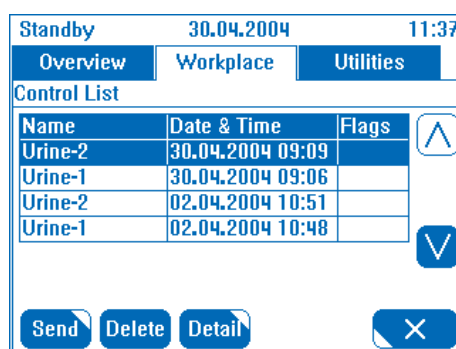 Standby 30.04.2004 11:37
Overview Workplace Utilities
Control List
Name Date & Time Flags
Urine-2 30.04.2004 09:09
Urine-1 30.04.2004 09:06
Urine-2 02.04.2004 10:51
Urine-1 02.04.2004 10:48
Send Delete Detail